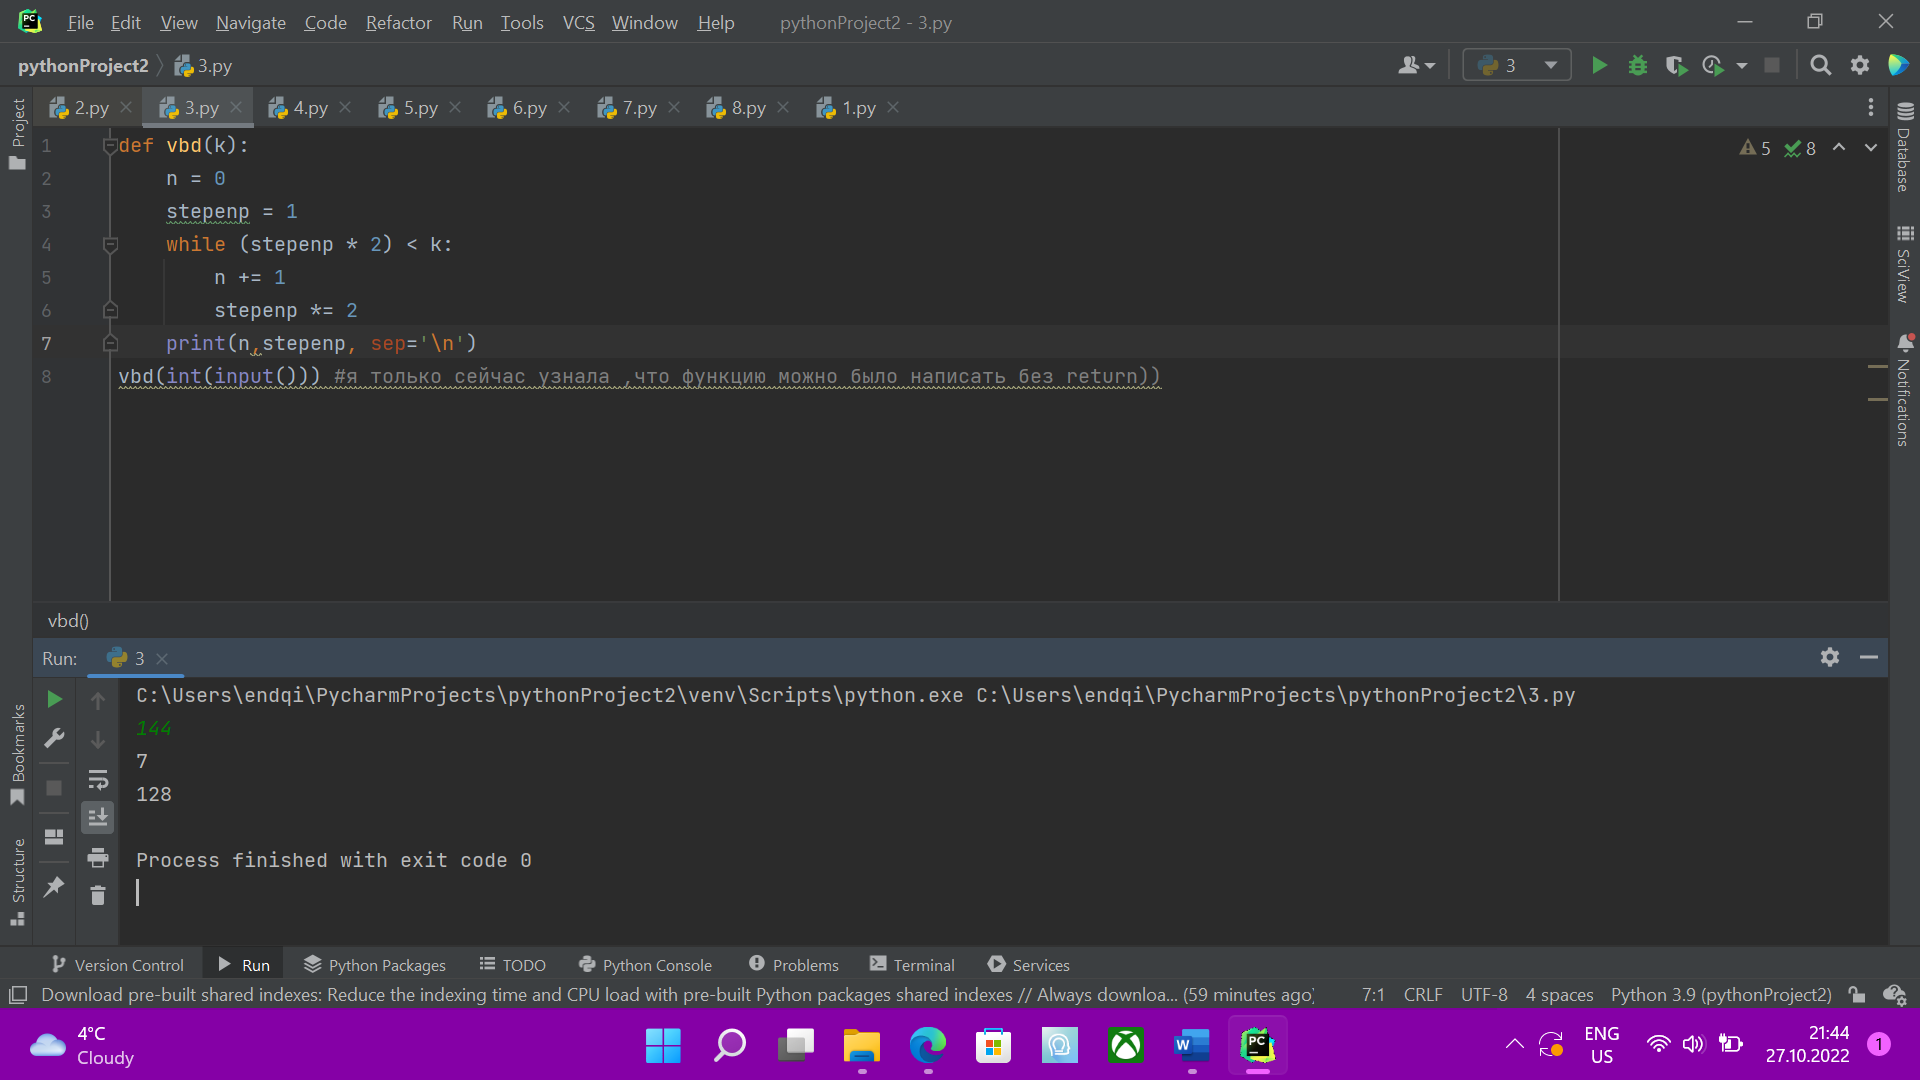 File Edit View Navigate Code Refactor Run Tools VCS Window Help pythonProject2 - 3.py
pythonProject2 3.py 3
2.py 3.py 4.py 5.py 6.py 7.py 8.py 1.py
Project
1 def vbd(k):
2 n = 0
3 stepenp = 1
4 while (stepenp * 2) < k:
5 n += 1
6 stepenp *= 2
7 print(n,stepenp, sep='\n')
8 vbd(int(input())) #я только сейчас узнала ,что функцию можно было написать без return))
5 8
Database
SciView
Notifications
vbd()
Run: 3
C:\Users\endqi\PycharmProjects\pythonProject2\venv\Scripts\python.exe C:\Users\endqi\PycharmProjects\pythonProject2\3.py
144
7
128
Process finished with exit code 0
Bookmarks
Structure
Version Control Run Python Packages TODO Python Console Problems Terminal Services
Download pre-built shared indexes: Reduce the indexing time and CPU load with pre-built Python packages shared indexes // Always downloa... (59 minutes ago) 7:1 CRLF UTF-8 4 spaces Python 3.9 (pythonProject2)
4°C
Cloudy
PC
W
PC
ENG
US
21:44
27.10.2022
1